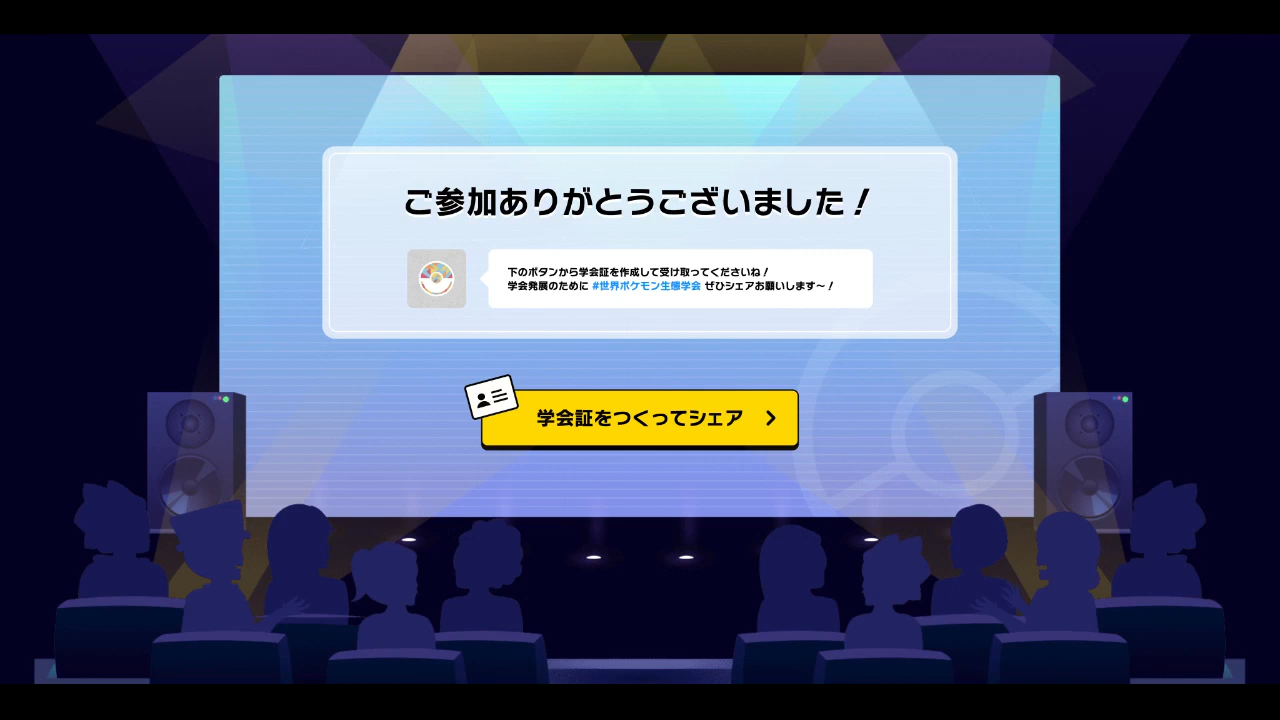 ご参加ありがとうございました！
下のボタンから学会証を作成して受け取ってくださいね！
学会発展のために #世界ポケモン生態学会 ぜひシェアお願いします〜！
学会証をつくってシェア